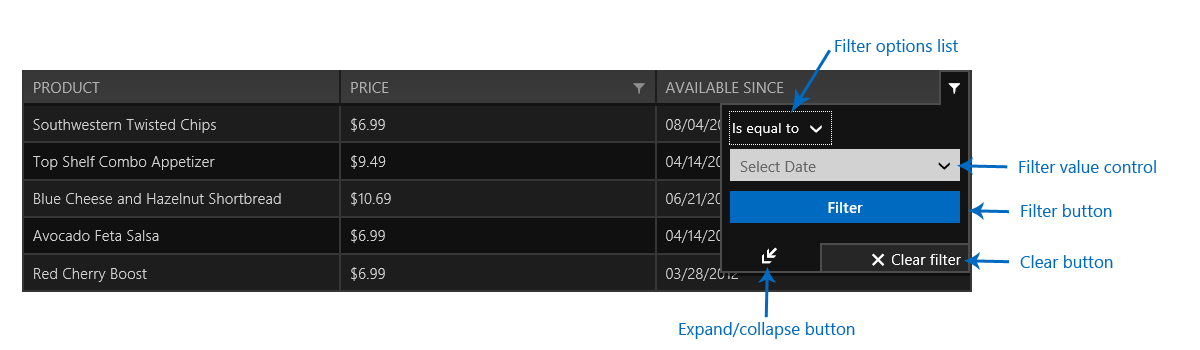 Filter options list
PRODUCT PRICE AVAILABLE SINCE
Southwestern Twisted Chips $6.99 08/04/20
Is equal to
Top Shelf Combo Appetizer $9.49 04/14/20
Select Date
Filter value control
Blue Cheese and Hazelnut Shortbread $10.69 06/21/20
Filter
Filter button
Avocado Feta Salsa $6.99 04/14/20
Red Cherry Boost $6.99 03/28/2012
Clear filter
Clear button
Expand/collapse button